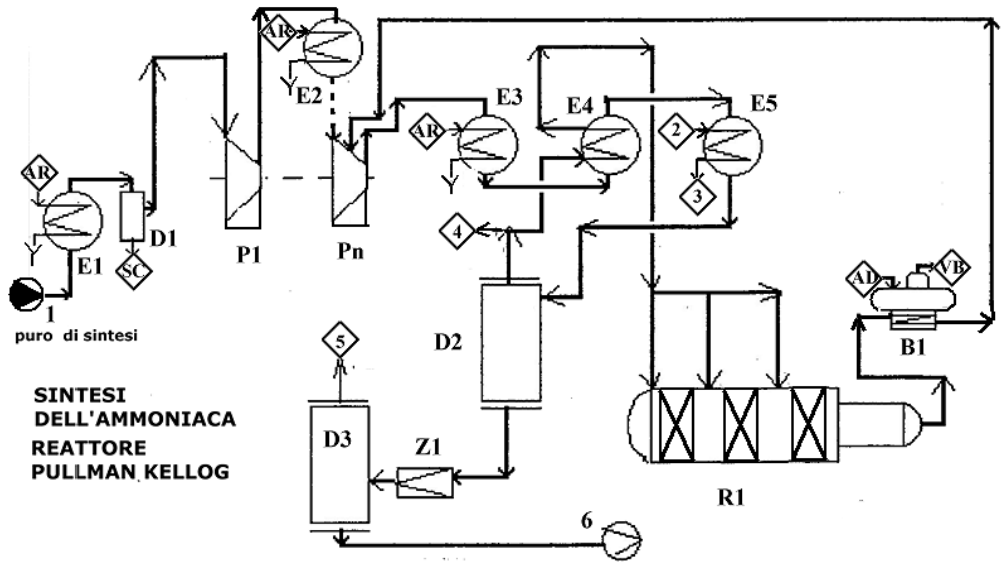 AR
E2
E3
E4
E5
AR
2
AR
3
D1
P1
Pn
E1
SC
4
1
puro di sintesi
AD
VB
B1
D2
5
SINTESI
DELL'AMMONIACA
REATTORE
PULLMAN KELLOG
D3
Z1
R1
6